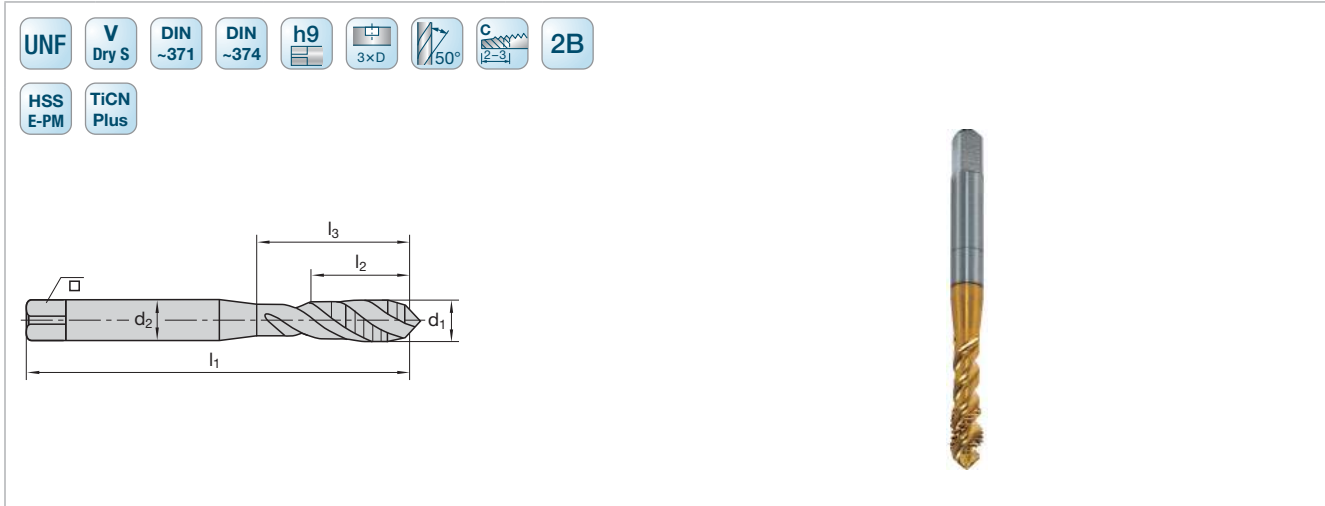 UNF
V
Dry S
DIN
~371
DIN
~374
h9
3×D
50°
C
2–3
2B
HSS
E-PM
TiCN
Plus
l3
l2
d2
d1
l1